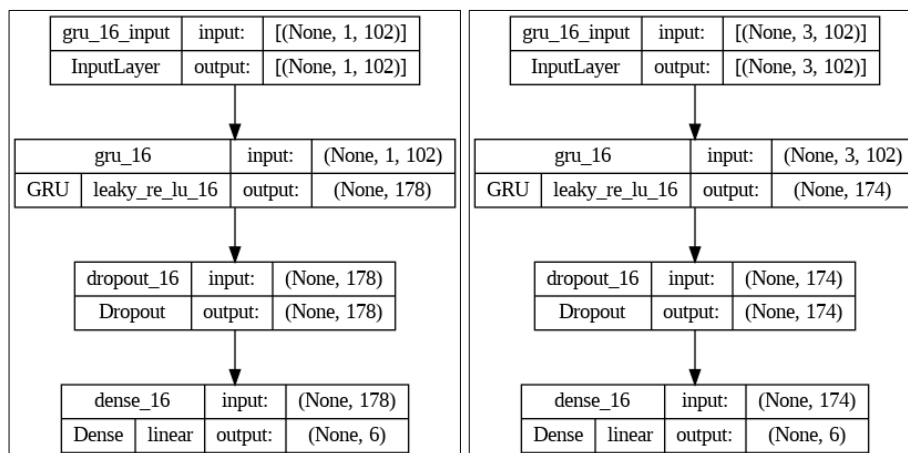 gru_16_input input: [(None, 1, 102)]
InputLayer output: [(None, 1, 102)]
gru_16 input: (None, 1, 102)
GRU leaky_re_lu_16 output: (None, 178)
dropout_16 input: (None, 178)
Dropout output: (None, 178)
dense_16 input: (None, 178)
Dense linear output: (None, 6)
gru_16_input input: [(None, 3, 102)]
InputLayer output: [(None, 3, 102)]
gru_16 input: (None, 3, 102)
GRU leaky_re_lu_16 output: (None, 174)
dropout_16 input: (None, 174)
Dropout output: (None, 174)
dense_16 input: (None, 174)
Dense linear output: (None, 6)